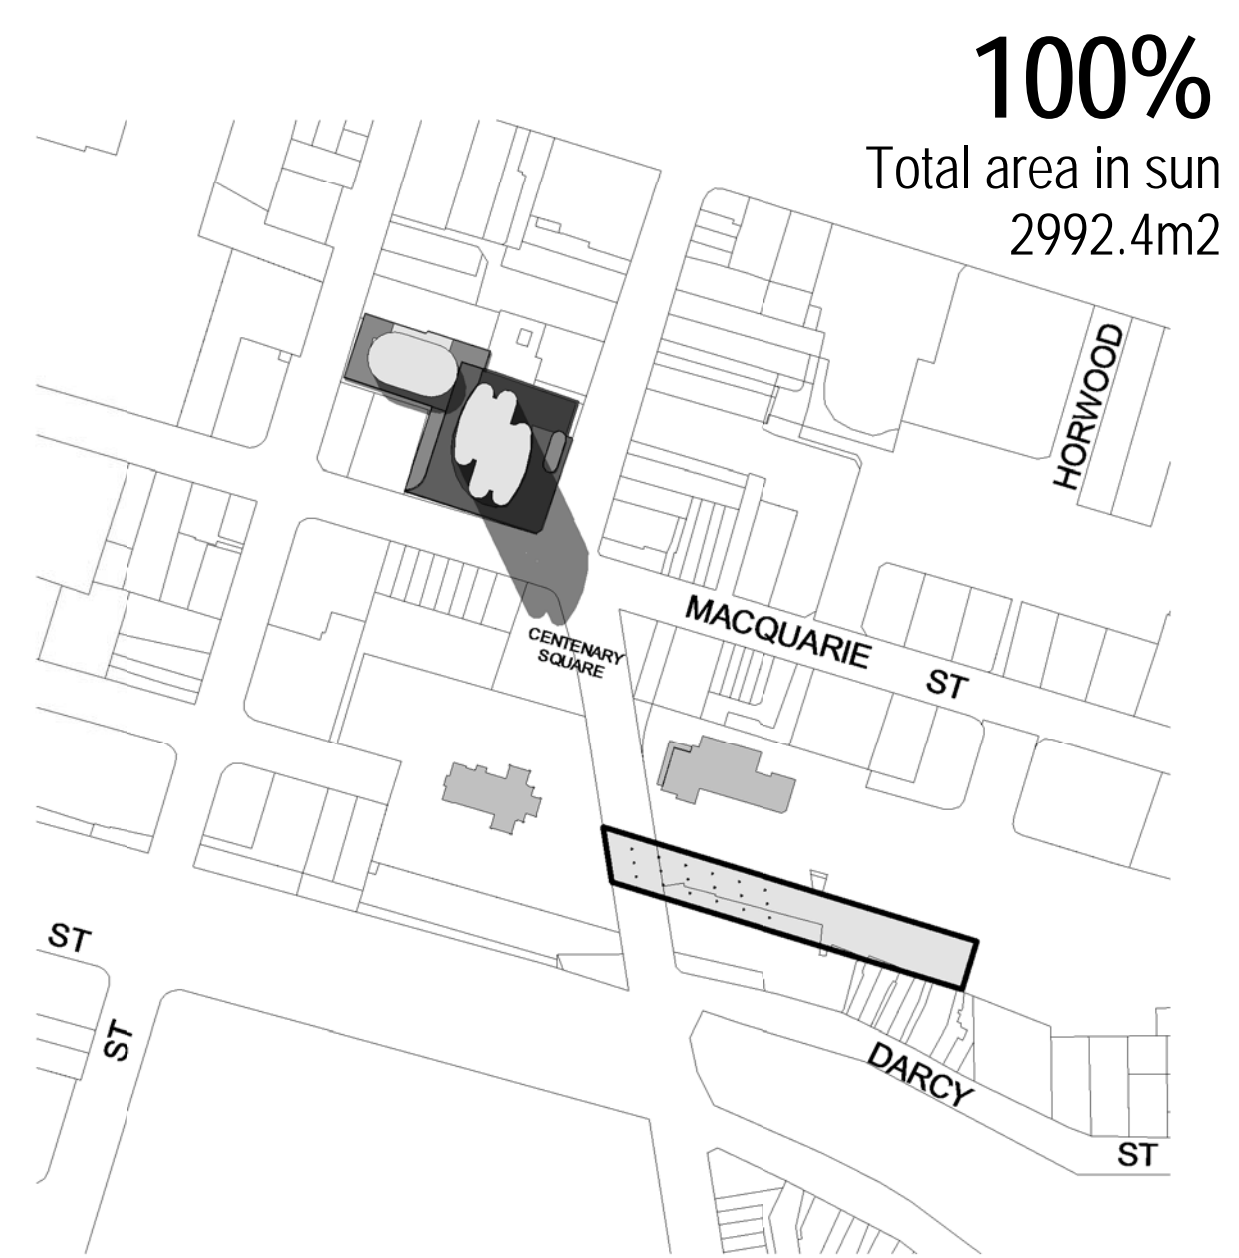 100%
Total area in sun
2992.4m2
HORWOOD
MACQUARIE ST
CENTENARY
SQUARE
ST
ST
DARCY
ST